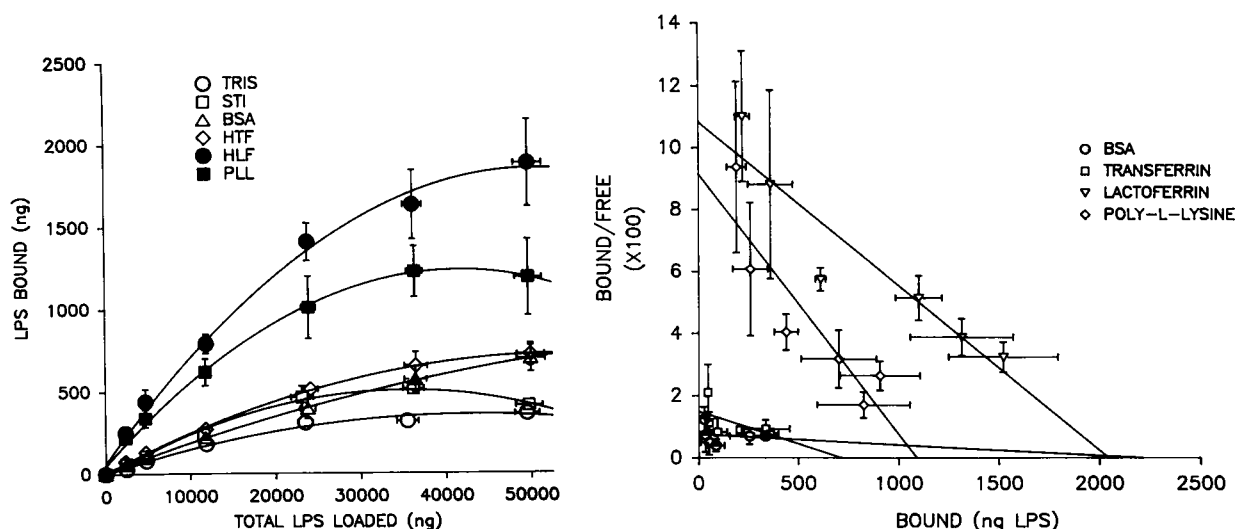 2500
2000
1500
1000
500
0
LPS BOUND (ng)
TRIS
STI
BSA
HTF
HLF
PLL
0 10000 20000 30000 40000 50000
TOTAL LPS LOADED (ng)
14
12
10
8
6
4
2
0
BOUND/FREE
(X100)
BSA
TRANSFERRIN
LACTOFERRIN
POLY-L-LYSINE
0 500 1000 1500 2000 2500
BOUND (ng LPS)